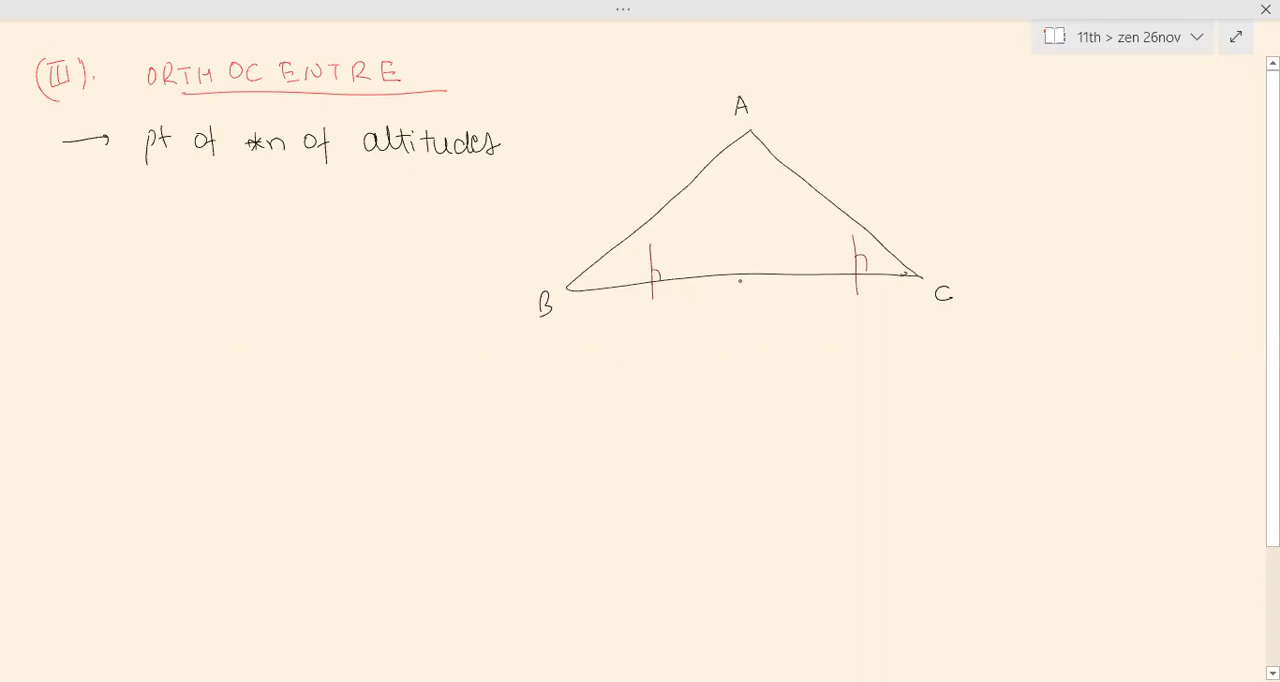 11th > zen 26nov
(III). ORTHOCENTRE
→ pt of *n of altitudes
A
B
C